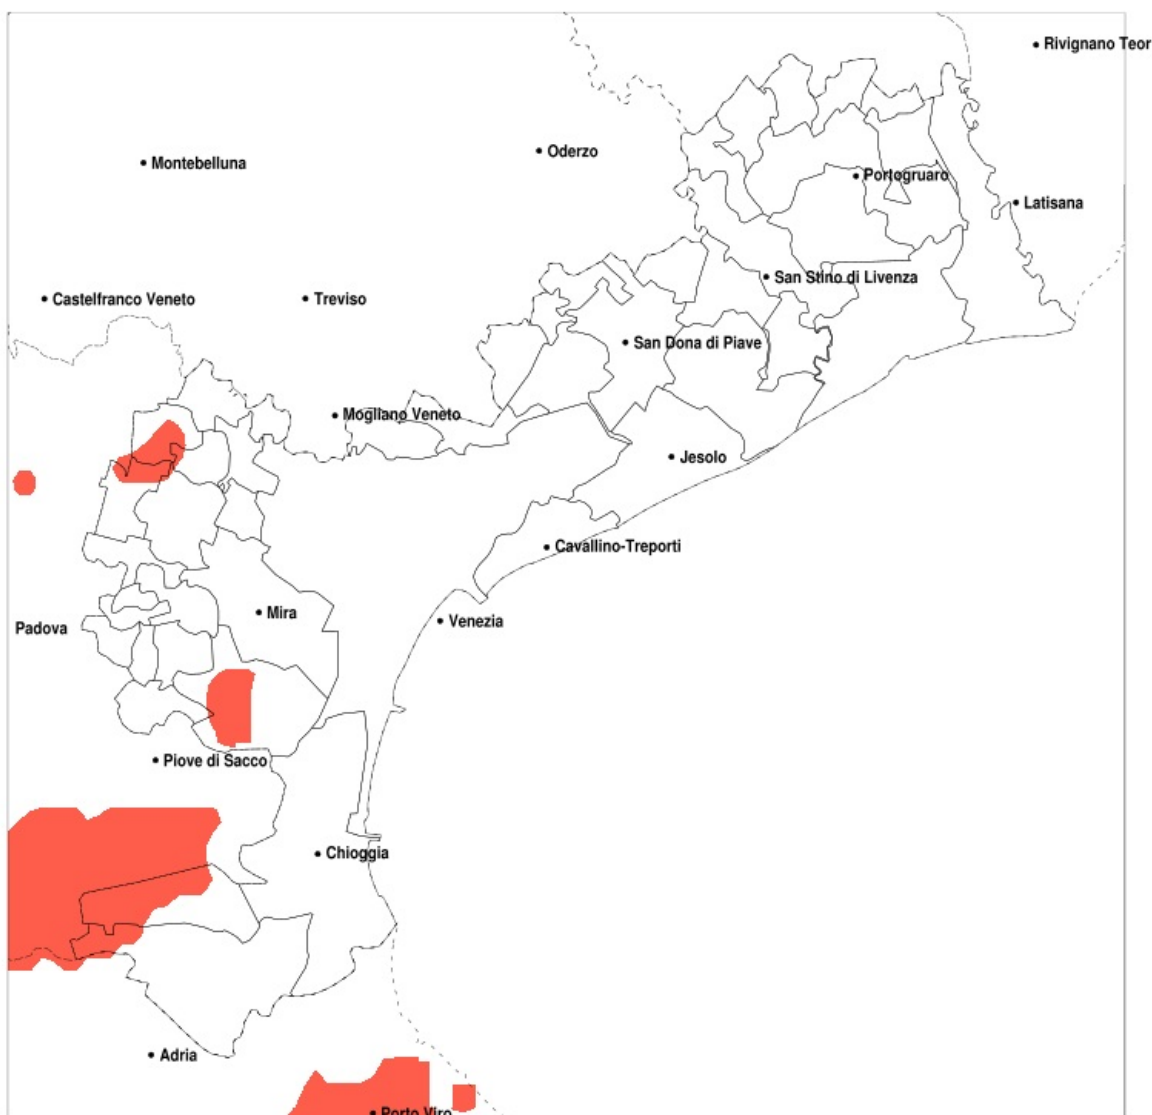 Rivignano Teor
Oderzo
Montebelluna
Portogruaro
Latisana
San Stino di Livenza
Castelfranco Veneto
Treviso
San Dona di Piave
Mogliano Veneto
Jesolo
Cavallino-Treporti
Mira
Venezia
Padova
Piove di Sacco
Chioggia
Adria
Porto Viro